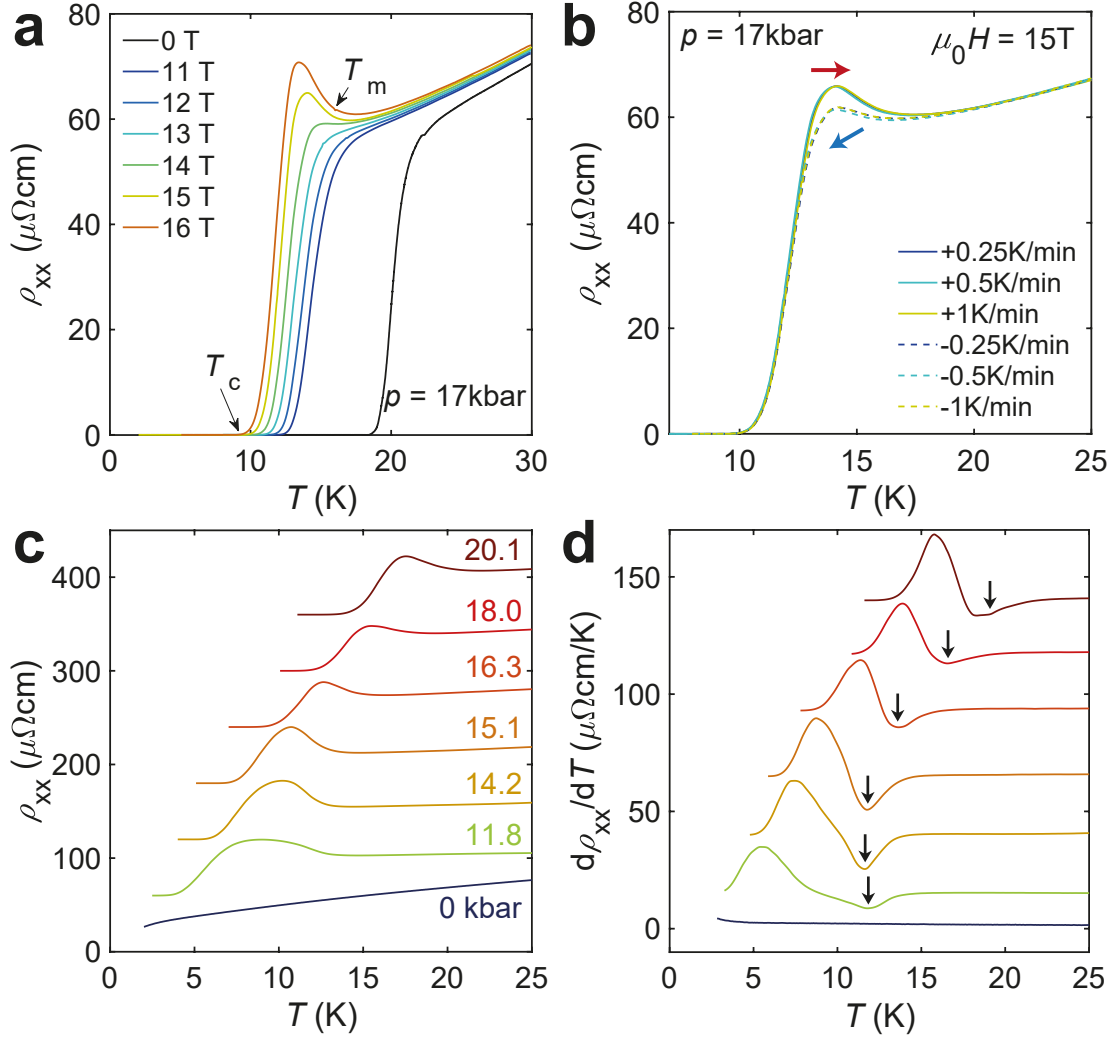 a
80
60
40
20
0
ρxx (μΩcm)
0 T
11 T
12 T
13 T
14 T
15 T
16 T
Tm
Tc
p = 17kbar
0 10 20 30
T (K)
b
80
60
40
20
0
ρxx (μΩcm)
p = 17kbar
μ0H = 15T
+0.25K/min
+0.5K/min
+1K/min
-0.25K/min
-0.5K/min
-1K/min
10 15 20 25
T (K)
c
400
300
200
100
0
ρxx (μΩcm)
20.1
18.0
16.3
15.1
14.2
11.8
0 kbar
0 5 10 15 20 25
T (K)
d
150
100
50
0
dρxx/dT (μΩcm/K)
0 5 10 15 20 25
T (K)